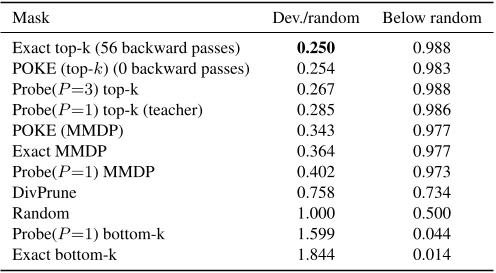 Mask Dev./random Below random
Exact top-k (56 backward passes) 0.250 0.988
POKE (top-k) (0 backward passes) 0.254 0.983
Probe(P=3) top-k 0.267 0.988
Probe(P=1) top-k (teacher) 0.285 0.986
POKE (MMDP) 0.343 0.977
Exact MMDP 0.364 0.977
Probe(P=1) MMDP 0.402 0.973
DivPrune 0.758 0.734
Random 1.000 0.500
Probe(P=1) bottom-k 1.599 0.044
Exact bottom-k 1.844 0.014